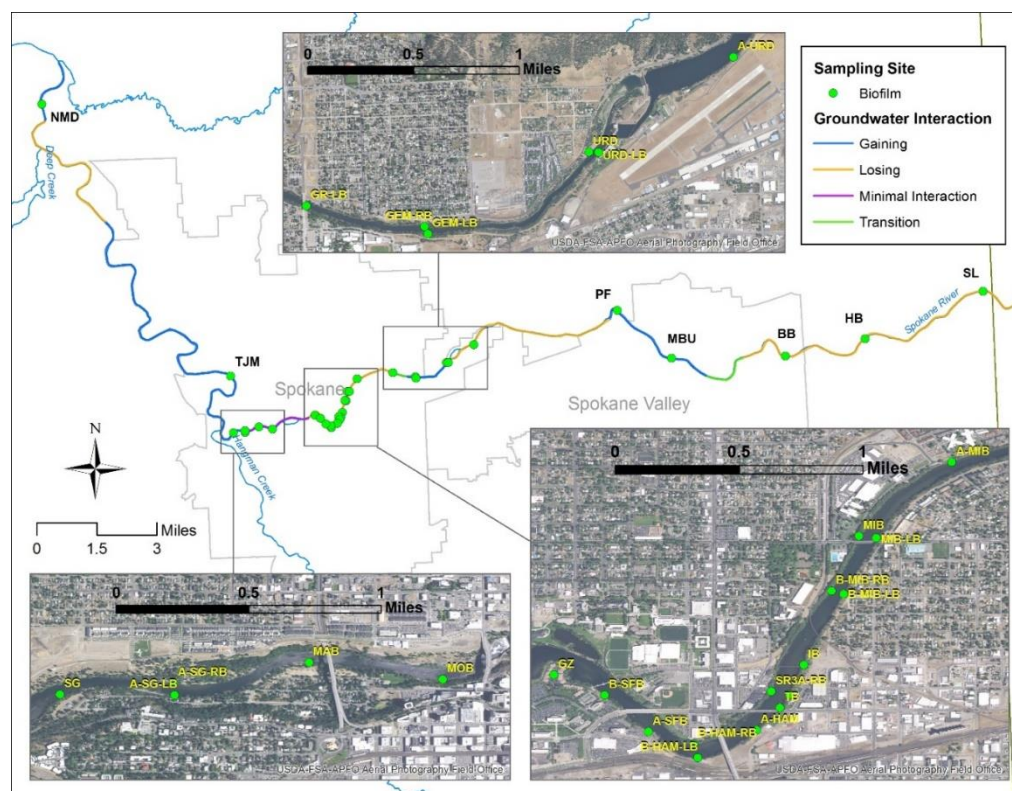 0 0.5 1
Miles
A-URD
URD
URD-LB
GR-LB
GEM-RB
GEM-LB
USDA-FSA-APFO Aerial Photography Field Office
Sampling Site
Biofilm
Groundwater Interaction
Gaining
Losing
Minimal Interaction
Transition
NMD
Deep Creek
SL
PF
Spokane River
HB
MBU
BB
TJM
Spokane
Spokane Valley
Hangman Creek
N
Miles
0 1.5 3
0 0.5 1
Miles
MAB
A-SG-RB
A-SG-LB
SG
MOB
USDA-FSA-APFO Aerial Photography Field Office
0 0.5 1
Miles
A-MIB
MIB
MIB-LB
B-MIB-RB
B-MIB-LB
IB
GZ
SR3A-RB
B-SFB
TB
A-HAM
A-SFB
B-HAM-RB
B-HAM-LB
USDA-FSA-APFO Aerial Photography Field Office